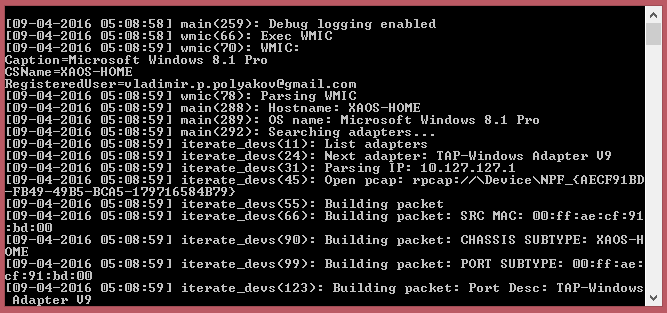 [09-04-2016 05:08:58] main(259): Debug logging enabled
[09-04-2016 05:08:59] wmic(66): Exec WMIC
[09-04-2016 05:08:59] wmic(70): WMIC:
Caption=Microsoft Windows 8.1 Pro
CSName=XAOS-HOME
RegisteredUser=vladimir.p.polyakov@gmail.com
[09-04-2016 05:08:59] wmic(78): Parsing WMIC
[09-04-2016 05:08:59] main(288): Hostname: XAOS-HOME
[09-04-2016 05:08:59] main(289): OS name: Microsoft Windows 8.1 Pro
[09-04-2016 05:08:59] main(292): Searching adapters...
[09-04-2016 05:08:59] iterate_devs(11): List adapters
[09-04-2016 05:08:59] iterate_devs(24): Next adapter: TAP-Windows Adapter V9
[09-04-2016 05:08:59] iterate_devs(31): Parsing IP: 10.127.127.1
[09-04-2016 05:08:59] iterate_devs(45): Open pcap: rpcap://\Device\NPF_{AECF91BD
-FB49-49B5-BCA5-179716584B79}
[09-04-2016 05:08:59] iterate_devs(55): Building packet
[09-04-2016 05:08:59] iterate_devs(66): Building packet: SRC MAC: 00:ff:ae:cf:91
:bd:00
[09-04-2016 05:08:59] iterate_devs(90): Building packet: CHASSIS SUBTYPE: XAOS-H
OME
[09-04-2016 05:08:59] iterate_devs(99): Building packet: PORT SUBTYPE: 00:ff:ae:
cf:91:bd:00
[09-04-2016 05:08:59] iterate_devs(123): Building packet: Port Desc: TAP-Windows
 Adapter V9